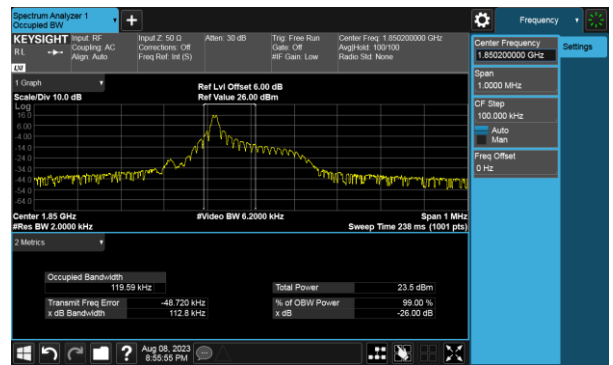 Spectrum Analyzer 1
Occupied BW
+
Frequency
KEYSIGHT
Input: RF
Coupling: AC
Align: Auto
Input Z: 50 Ω
Corrections: Off
Freq Ref: Int (S)
Atten: 30 dB
Trig: Free Run
Gate: Off
#IF Gain: Low
Center Freq: 1.850200000 GHz
Avg|Hold: 100/100
Radio Std: None
RL
LXI
Center Frequency
1.850200000 GHz
Settings
Span
1.0000 MHz
CF Step
100.000 kHz
Auto
Man
Freq Offset
0 Hz
1 Graph
Scale/Div 10.0 dB
Ref Lvl Offset 6.00 dB
Ref Value 26.00 dBm
Log
16.0
6.00
-4.00
-14.0
-24.0
-34.0
-44.0
-54.0
-64.0
Center 1.85 GHz
#Res BW 2.0000 kHz
#Video BW 6.2000 kHz
Span 1 MHz
Sweep Time 238 ms (1001 pts)
2 Metrics
Occupied Bandwidth
119.59 kHz
Total Power 23.5 dBm
Transmit Freq Error -48.720 kHz
% of OBW Power 99.00 %
x dB Bandwidth 112.8 kHz
x dB -26.00 dB
?
Aug 08, 2023
8:55:55 PM